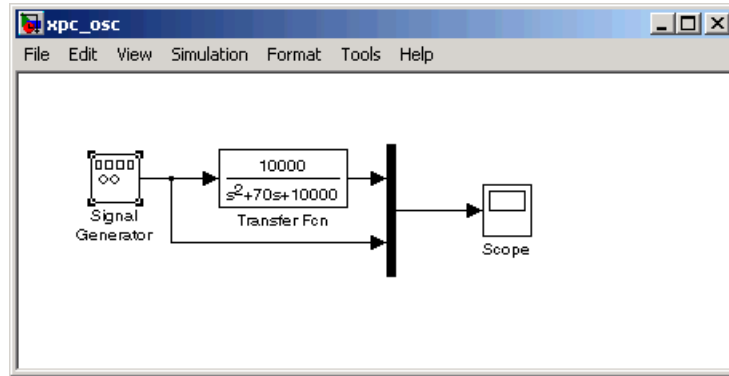 xpc_osc
File Edit View Simulation Format Tools Help
10000
s²+70s+10000
Signal
Generator
Transfer Fcn
Scope